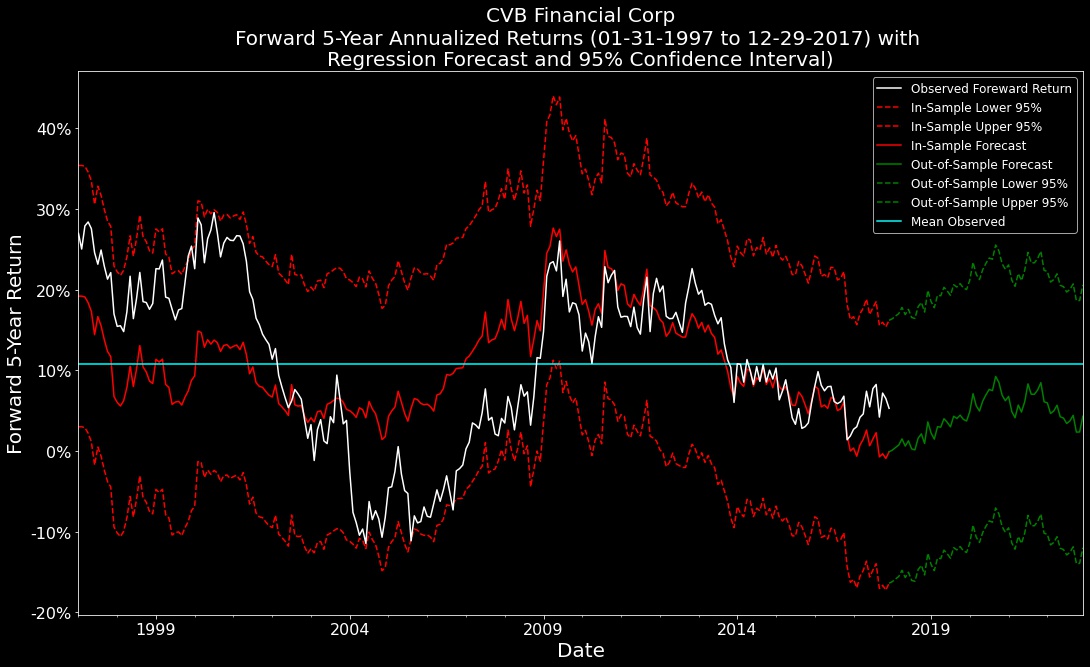 CVB Financial Corp
Forward 5-Year Annualized Returns (01-31-1997 to 12-29-2017) with
Regression Forecast and 95% Confidence Interval)
Observed Foreward Return
In-Sample Lower 95%
In-Sample Upper 95%
In-Sample Forecast
Out-of-Sample Forecast
Out-of-Sample Lower 95%
Out-of-Sample Upper 95%
Mean Observed
Forward 5-Year Return
40%
30%
20%
10%
0%
-10%
-20%
1999
2004
2009
2014
2019
Date